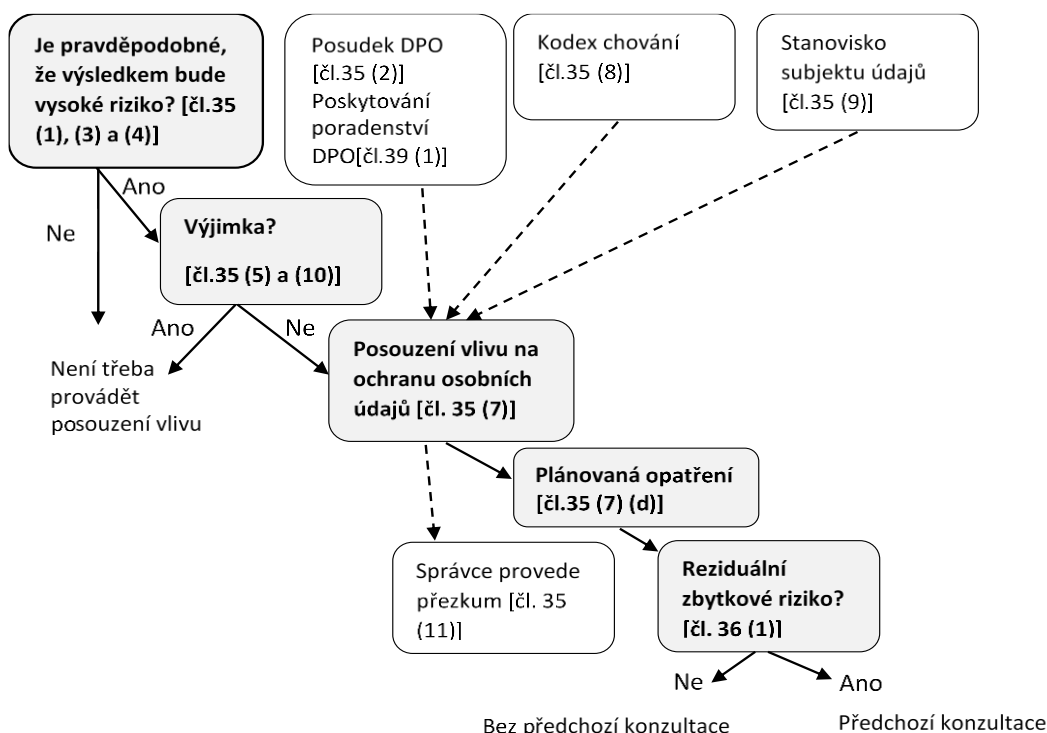 Je pravděpodobné,
že výsledkem bude
vysoké riziko? [čl.35
(1), (3) a (4)]
Posudek DPO
[čl.35 (2)]
Poskytování
poradenství
DPO[čl.39 (1)]
Kodex chování
[čl.35 (8)]
Stanovisko
subjektu údajů
[čl.35 (9)]
Ano
Ne
Výjimka?
[čl.35 (5) a (10)]
Ano
Ne
Není třeba
provádět
posouzení vlivu
Posouzení vlivu na
ochranu osobních
údajů [čl. 35 (7)]
Plánovaná opatření
[čl.35 (7) (d)]
Správce provede
přezkum [čl. 35
(11)]
Reziduální
zbytkové riziko?
[čl. 36 (1)]
Ne
Ano
Bez předchozí konzultace
Předchozí konzultace